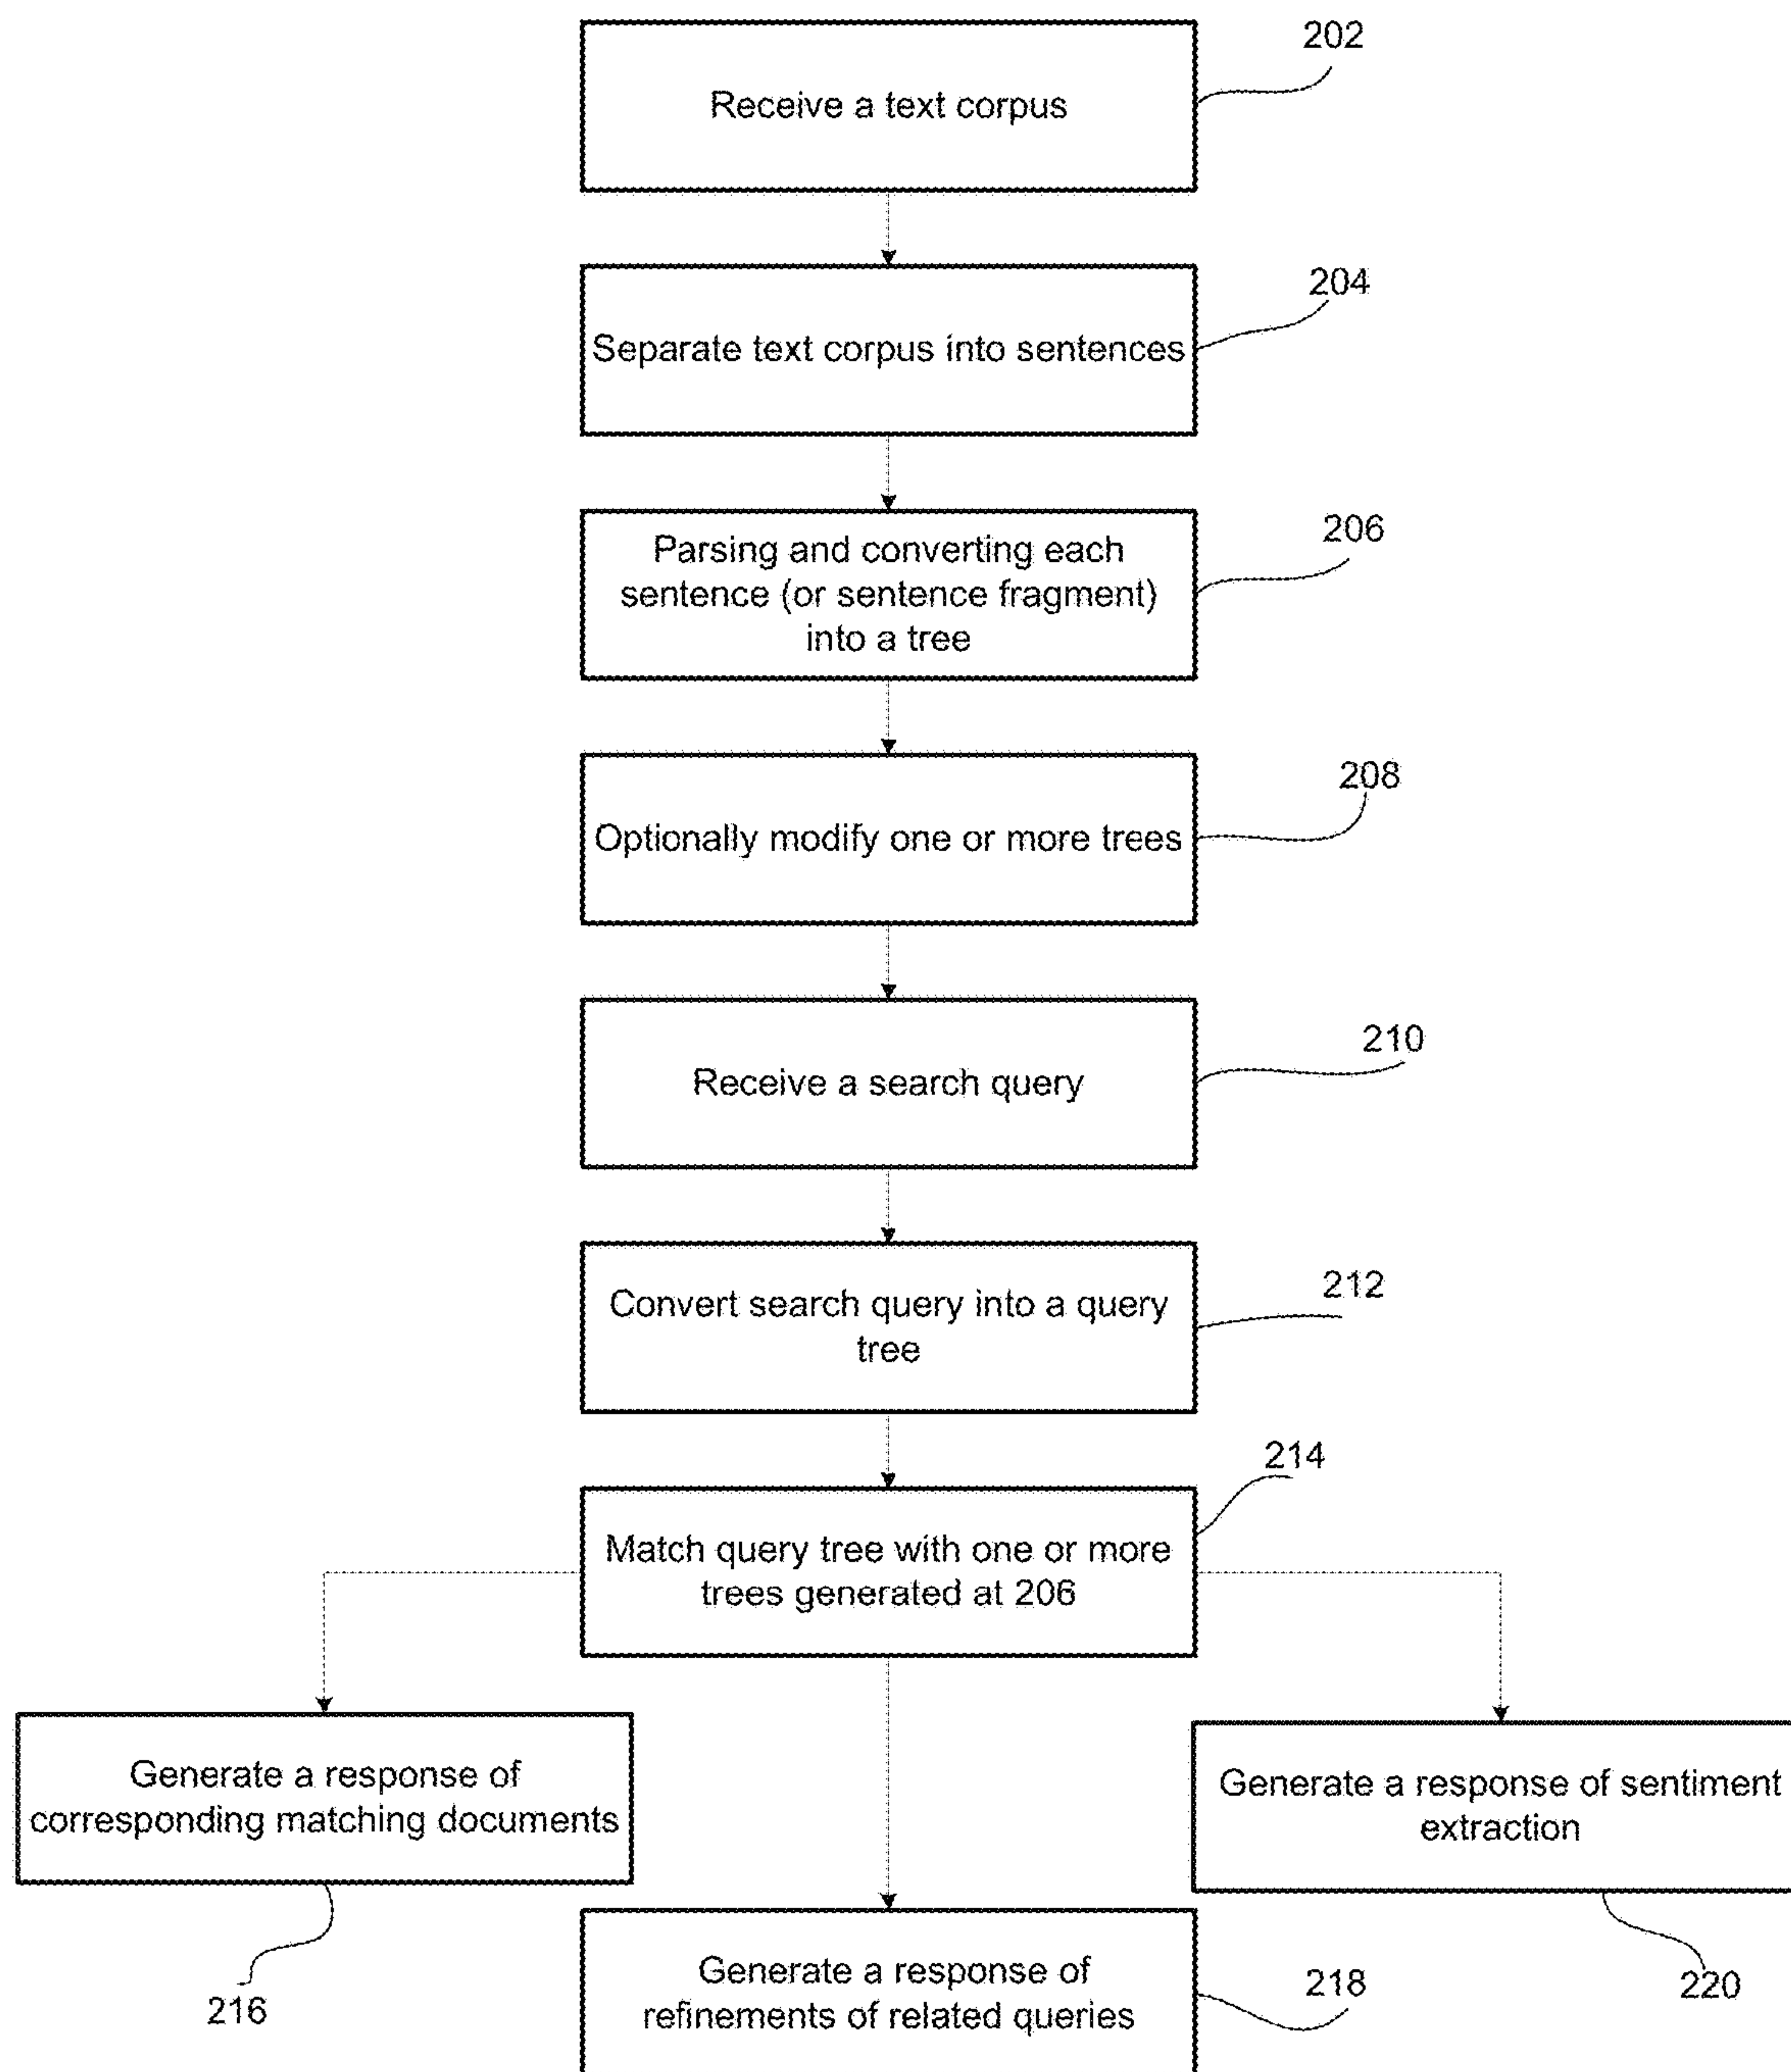 202
Receive a text corpus
204
Separate text corpus into sentences
206
Parsing and converting each
sentence (or sentence fragment)
into a tree
208
Optionally modify one or more trees
210
Receive a search query
212
Convert search query into a query
tree
214
Match query tree with one or more
trees generated at 206
Generate a response of
corresponding matching documents
216
Generate a response of sentiment
extraction
220
Generate a response of
refinements of related queries
218